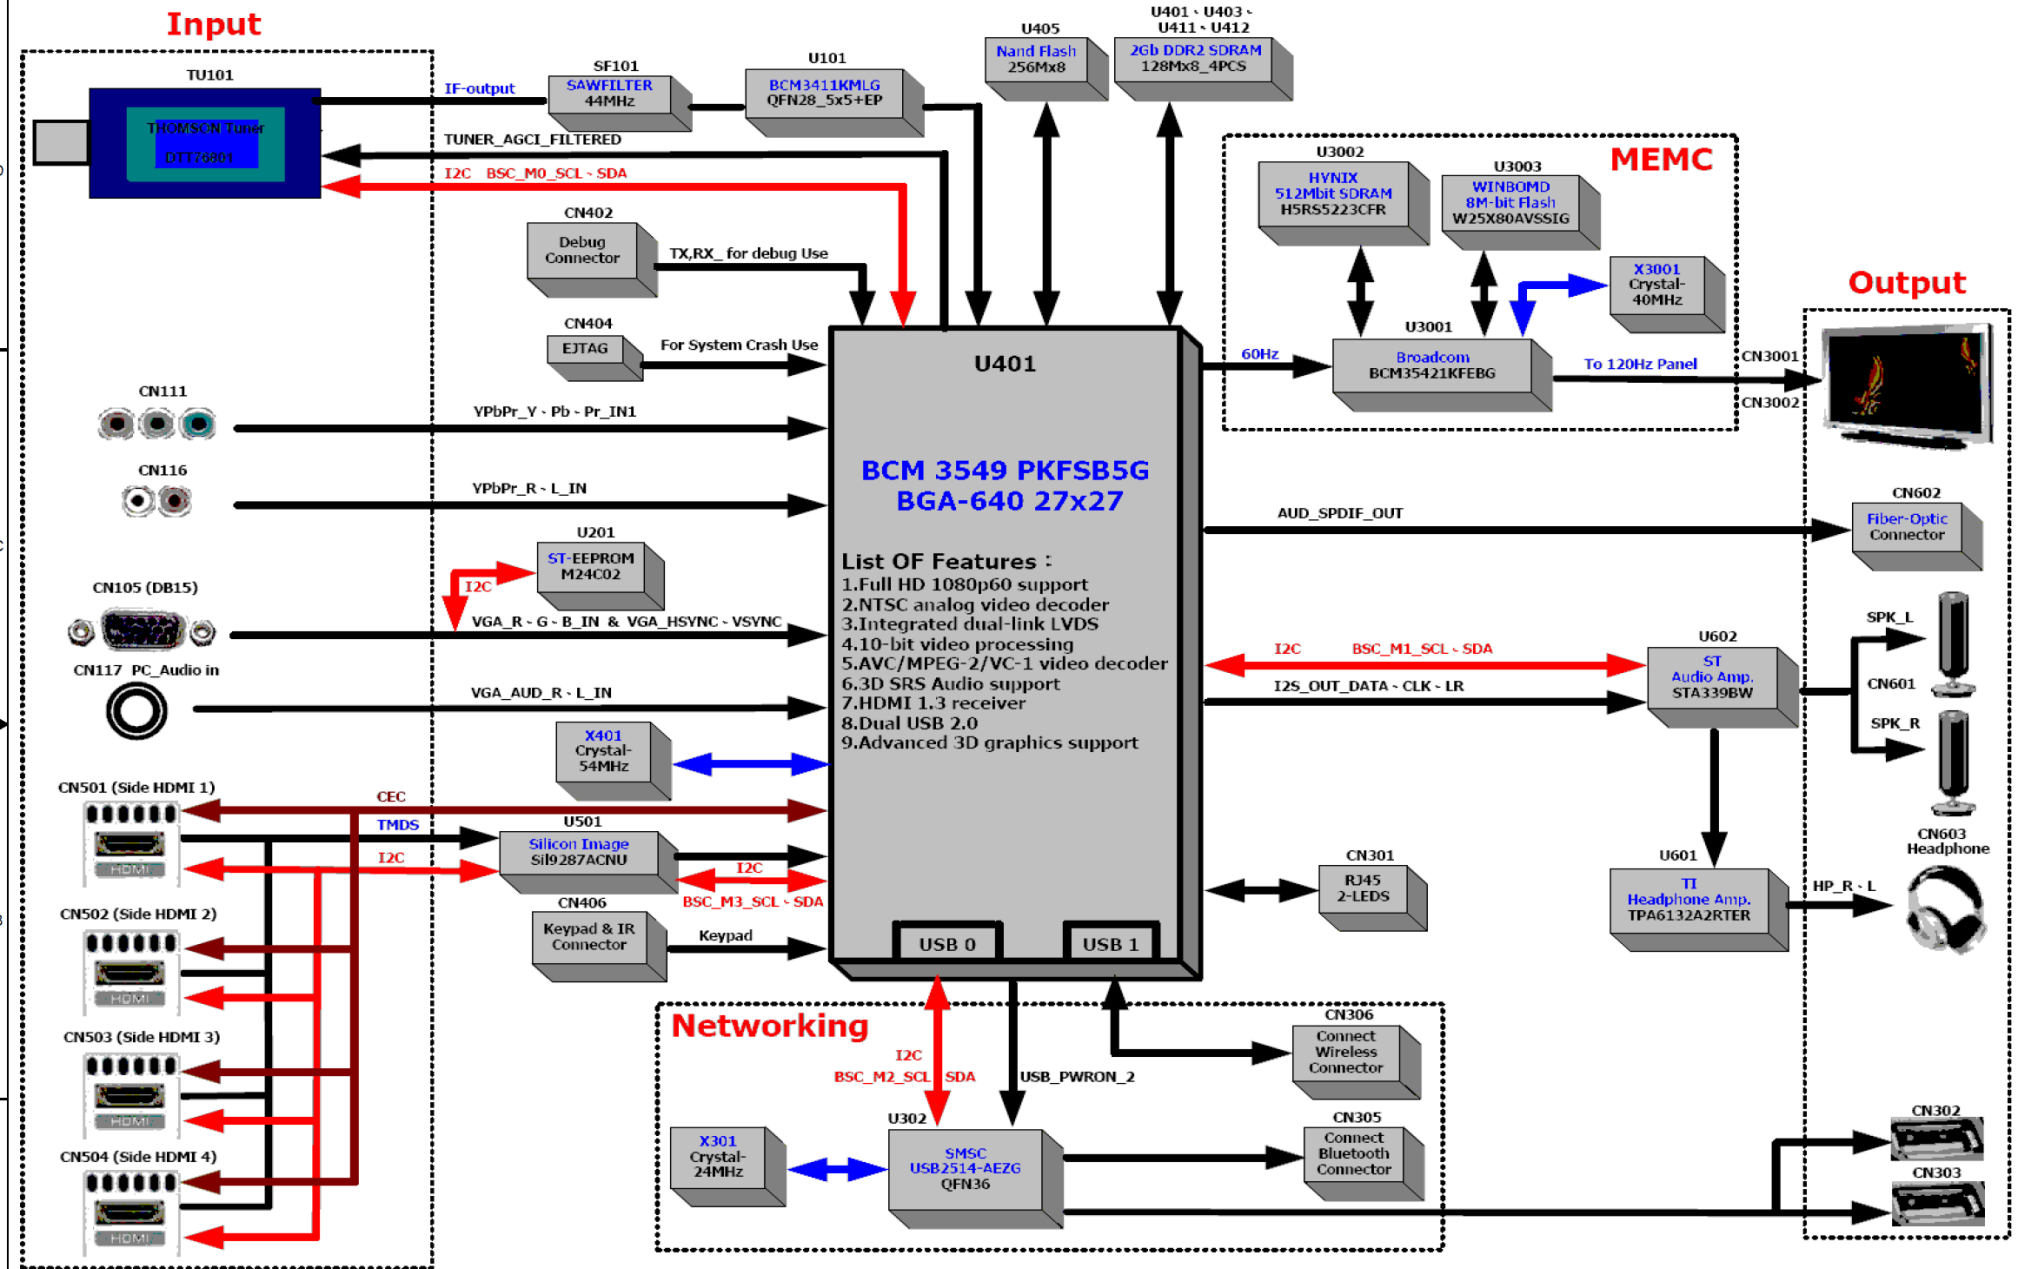 Input
TU101
THOMSON Tuner
DTT76801
IF-output
SF101
SAWFILTER
44MHz
U101
BCM3411KMLG
QFN28_5x5+EP
U405
Nand Flash
256Mx8
U401、U403、
U411、U412
2Gb DDR2 SDRAM
128Mx8_4PCS
TUNER_AGCI_FILTERED
I2C BSC_M0_SCL、SDA
CN402
Debug
Connector
TX,RX_ for debug Use
CN404
EJTAG
For System Crash Use
MEMC
U3002
HYNIX
512Mbit SDRAM
H5RS5223CFR
U3003
WINBOMD
8M-bit Flash
W25X80AVSSIG
X3001
Crystal-
40MHz
U3001
Broadcom
BCM35421KFEBG
60Hz
To 120Hz Panel
CN3001
CN3002
Output
CN111
YPbPr_Y、Pb、Pr_IN1
CN116
YPbPr_R、L_IN
U201
ST-EEPROM
M24C02
I2C
CN105 (DB15)
VGA_R、G、B_IN & VGA_HSYNC、VSYNC
CN117 PC_Audio in
VGA_AUD_R、L_IN
X401
Crystal-
54MHz
U401
BCM 3549 PKFSB5G
BGA-640 27x27
List OF Features：
1.Full HD 1080p60 support
2.NTSC analog video decoder
3.Integrated dual-link LVDS
4.10-bit video processing
5.AVC/MPEG-2/VC-1 video decoder
6.3D SRS Audio support
7.HDMI 1.3 receiver
8.Dual USB 2.0
9.Advanced 3D graphics support
USB 0
USB 1
AUD_SPDIF_OUT
CN602
Fiber-Optic
Connector
I2C BSC_M1_SCL、SDA
I2S_OUT_DATA、CLK、LR
U602
ST
Audio Amp.
STA339BW
SPK_L
CN601
SPK_R
U601
TI
Headphone Amp.
TPA6132A2RTER
HP_R、L
CN603
Headphone
CN301
RJ45
2-LEDS
CN501 (Side HDMI 1)
HDMI
CEC
TMDS
I2C
U501
Silicon Image
SiI9287ACNU
I2C
BSC_M3_SCL、SDA
CN406
Keypad & IR
Connector
Keypad
CN502 (Side HDMI 2)
HDMI
CN503 (Side HDMI 3)
HDMI
CN504 (Side HDMI 4)
HDMI
Networking
I2C
BSC_M2_SCL SDA
USB_PWRON_2
CN306
Connect
Wireless
Connector
U302
SMSC
USB2514-AEZG
QFN36
X301
Crystal-
24MHz
CN305
Connect
Bluetooth
Connector
CN302
CN303